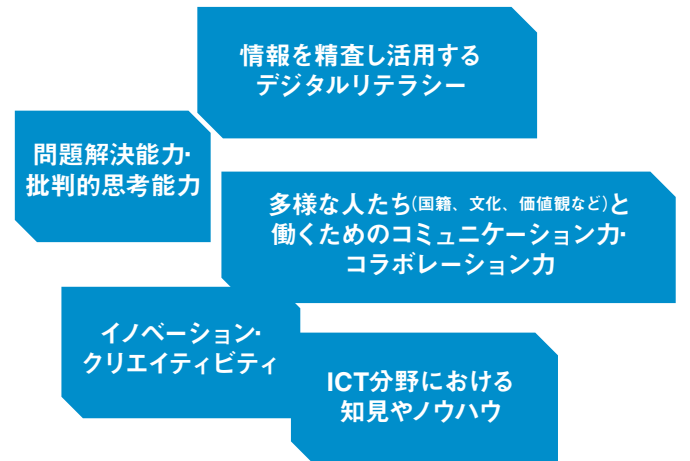 情報を精査し活用する
デジタルリテラシー
問題解決能力・
批判的思考能力
多様な人たち(国籍、文化、価値観など)と
働くためのコミュニケーション力・
コラボレーション力
イノベーション・
クリエイティビティ
ICT分野における
知見やノウハウ